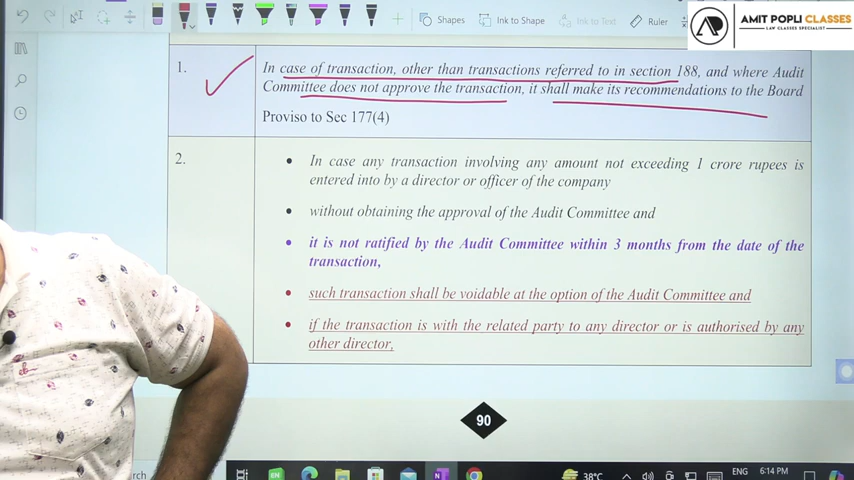 Shapes
Ink to Shape
Ink to Text
Ruler
AMIT POPLI CLASSES
LAW CLASSES SPECIALIST
1.
In case of transaction, other than transactions referred to in section 188, and where Audit
Committee does not approve the transaction, it shall make its recommendations to the Board
Proviso to Sec 177(4)
2.
• In case any transaction involving any amount not exceeding 1 crore rupees is
entered into by a director or officer of the company
• without obtaining the approval of the Audit Committee and
• it is not ratified by the Audit Committee within 3 months from the date of the
transaction,
• such transaction shall be voidable at the option of the Audit Committee and
• if the transaction is with the related party to any director or is authorised by any
other director,
90
rch
EN
N
38°C
ENG
6:14 PM